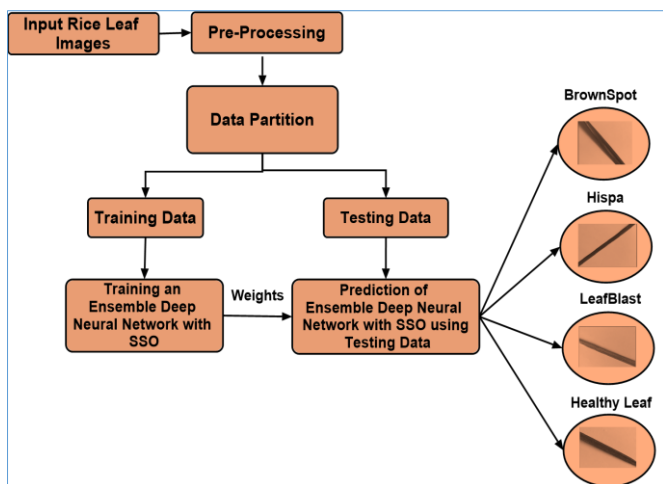 Input Rice Leaf
Images
Pre-Processing
Data Partition
Training Data
Testing Data
Training an
Ensemble Deep
Neural Network with
SSO
Weights
Prediction of
Ensemble Deep Neural
Network with SSO using
Testing Data
BrownSpot
Hispa
LeafBlast
Healthy Leaf